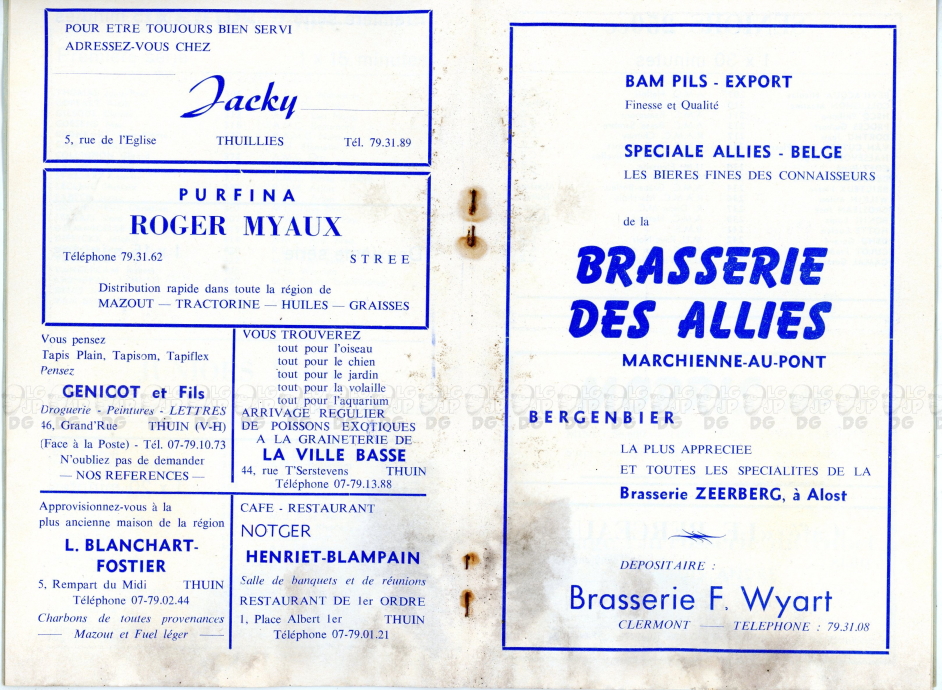 POUR ETRE TOUJOURS BIEN SERVI
ADRESSEZ-VOUS CHEZ
Jacky
5, rue de l'Eglise THUILLIES Tél. 79.31.89
PURFINA
ROGER MYAUX
Téléphone 79.31.62 STREE
Distribution rapide dans toute la région de
MAZOUT — TRACTORINE — HUILES — GRAISSES
Vous pensez
Tapis Plain, Tapisom, Tapiflex
Pensez
GENICOT et Fils
Droguerie - Peintures - LETTRES
46, Grand'Rue THUIN (V-H)
(Face à la Poste) - Tél. 07-79.10.73
N'oubliez pas de demander
— NOS REFERENCES —
VOUS TROUVEREZ
tout pour l'oiseau
tout pour le chien
tout pour le jardin
tout pour la volaille
tout pour l'aquarium
ARRIVAGE REGULIER
DE POISSONS EXOTIQUES
A LA GRAINETERIE DE
LA VILLE BASSE
44, rue T'Serstevens THUIN
Téléphone 07-79.13.88
Approvisionnez-vous à la
plus ancienne maison de la région
L. BLANCHART-
FOSTIER
5, Rempart du Midi THUIN
Téléphone 07-79.02.44
Charbons de toutes provenances
— Mazout et Fuel léger —
CAFE - RESTAURANT
NOTGER
HENRIET-BLAMPAIN
Salle de banquets et de réunions
RESTAURANT DE 1er ORDRE
1, Place Albert 1er THUIN
Téléphone 07-79.01.21
BAM PILS - EXPORT
Finesse et Qualité
SPECIALE ALLIES - BELGE
LES BIERES FINES DES CONNAISSEURS
de la
BRASSERIE
DES ALLIES
MARCHIENNE-AU-PONT
BERGENBIER
LA PLUS APPRECIEE
ET TOUTES LES SPECIALITES DE LA
Brasserie ZEERBERG, à Alost
DEPOSITAIRE :
Brasserie F. Wyart
CLERMONT — TELEPHONE : 79.31.08